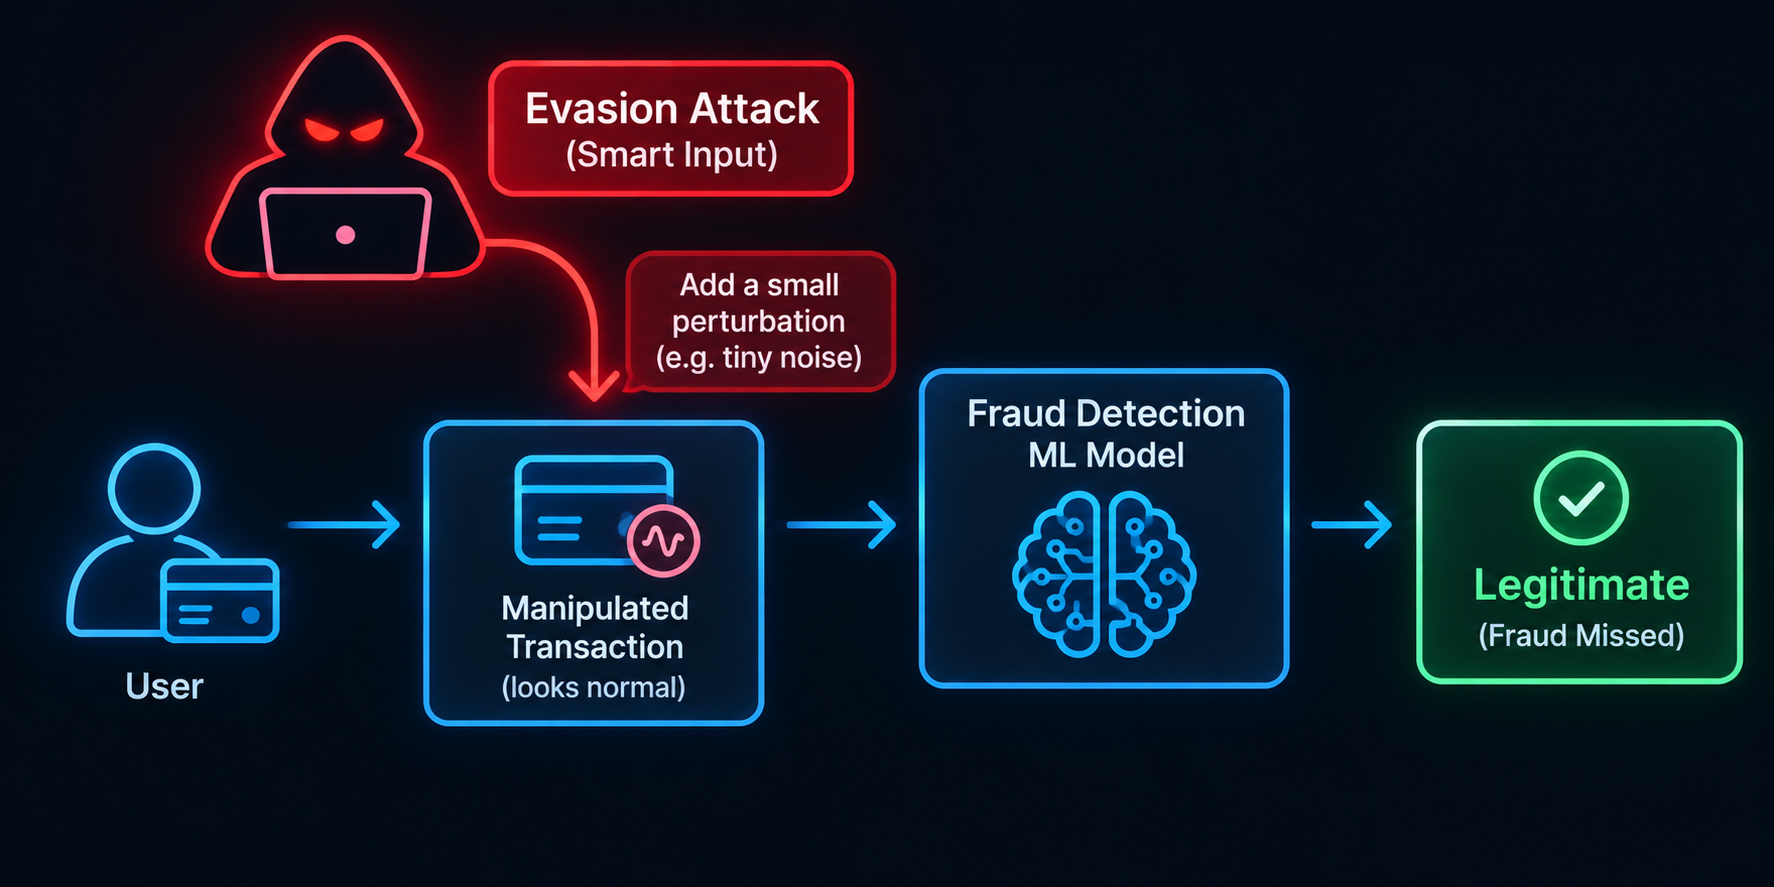 Evasion Attack
(Smart Input)
Add a small
perturbation
(e.g. tiny noise)
User
Manipulated
Transaction
(looks normal)
Fraud Detection
ML Model
Legitimate
(Fraud Missed)